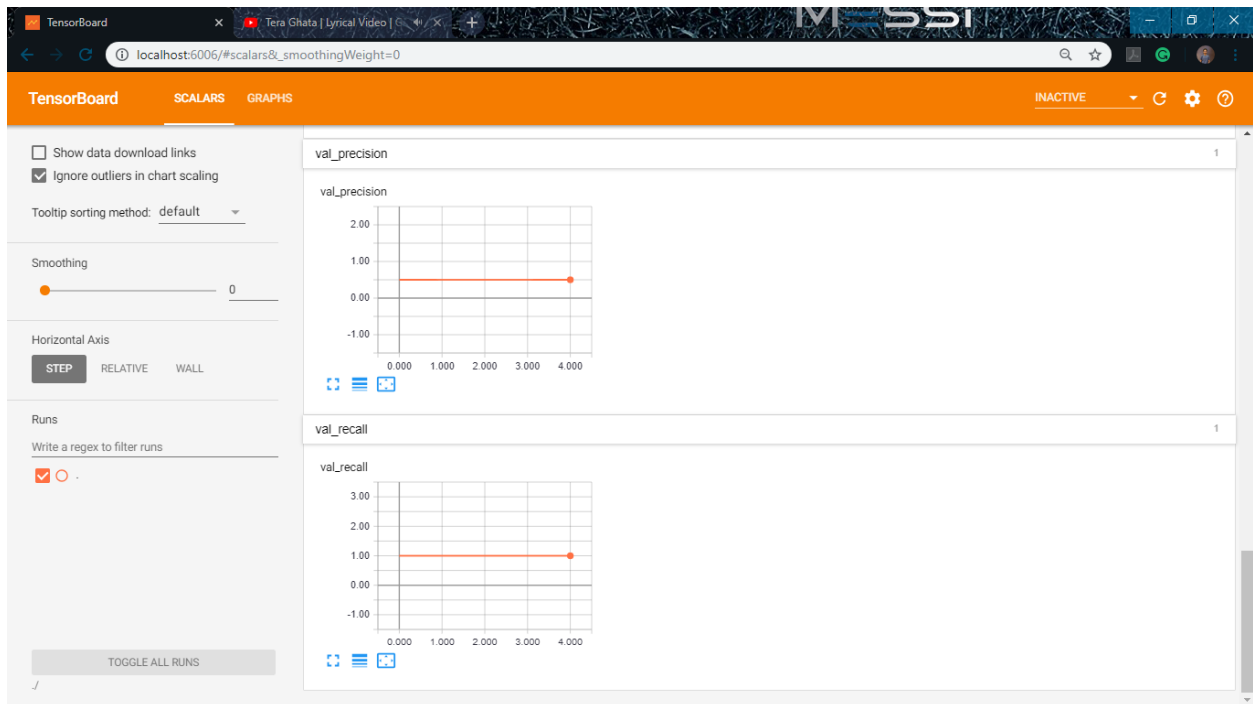 MESSI
TensorBoard
Tera Ghata | Lyrical Video | G
localhost:6006/#scalars&_smoothingWeight=0
TensorBoard
SCALARS
GRAPHS
INACTIVE
Show data download links
Ignore outliers in chart scaling
Tooltip sorting method: default
Smoothing
0
Horizontal Axis
STEP RELATIVE WALL
Runs
Write a regex to filter runs
.
TOGGLE ALL RUNS
./
val_precision 1
val_precision
2.00
1.00
0.00
-1.00
0.000 1.000 2.000 3.000 4.000
val_recall 1
val_recall
3.00
2.00
1.00
0.00
-1.00
0.000 1.000 2.000 3.000 4.000